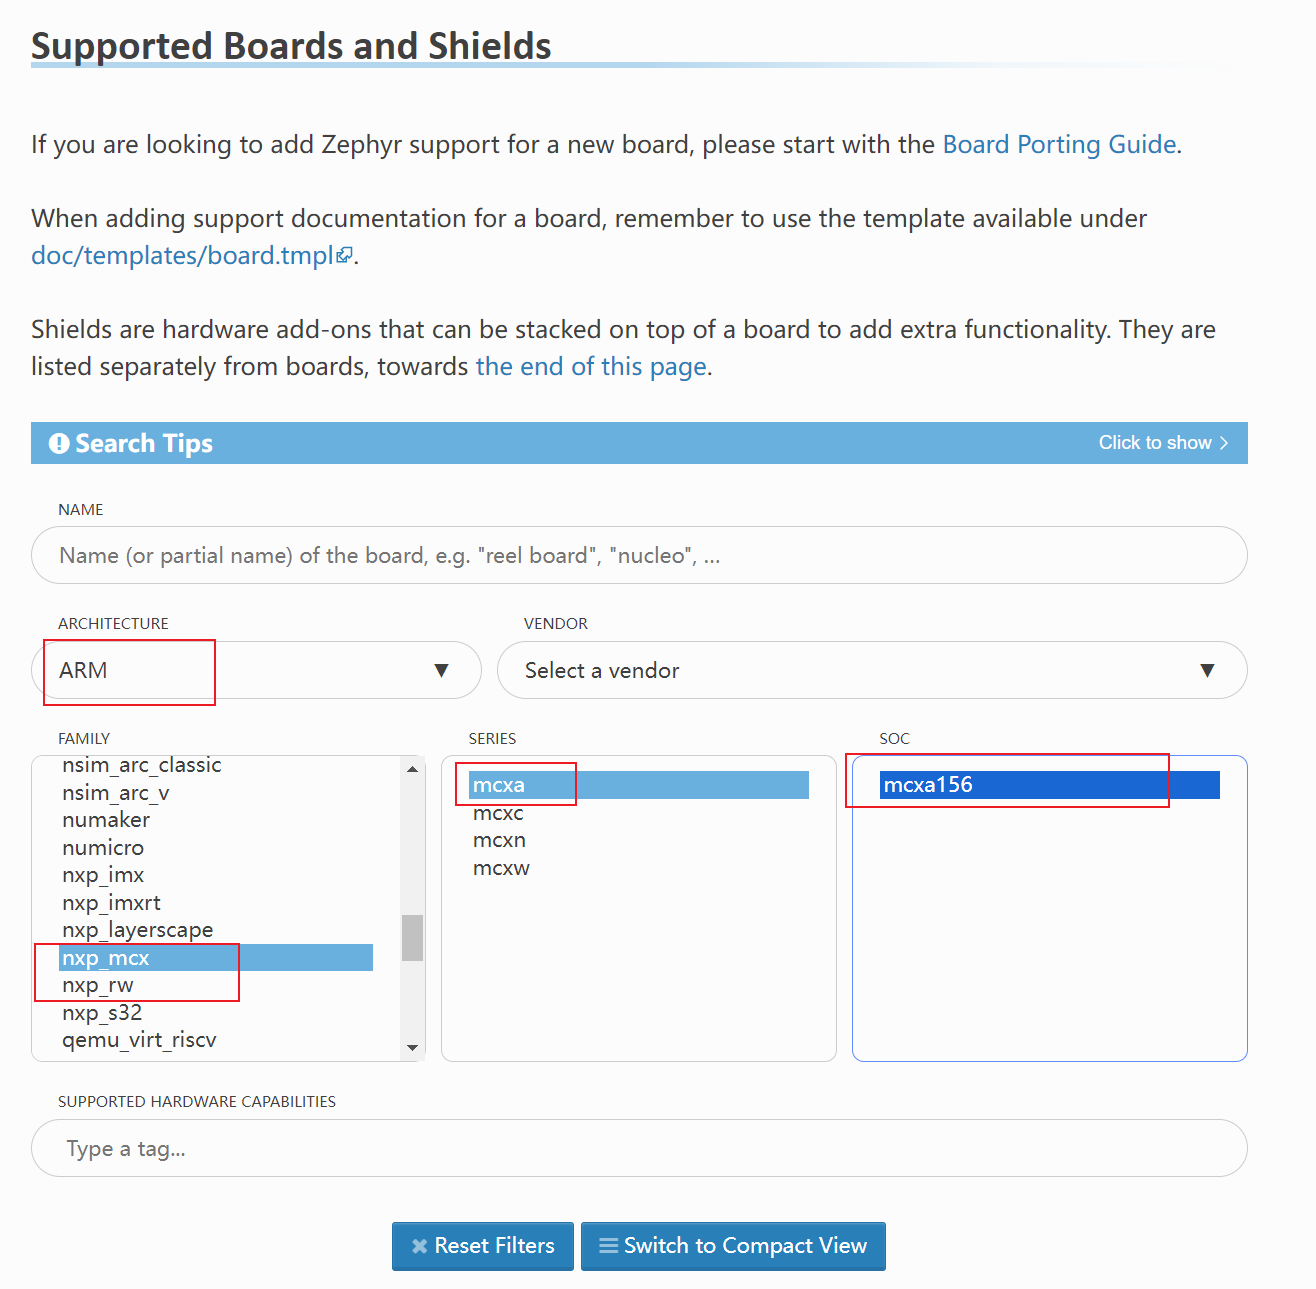 Supported Boards and Shields
If you are looking to add Zephyr support for a new board, please start with the Board Porting Guide.
When adding support documentation for a board, remember to use the template available under
doc/templates/board.tmpl.
Shields are hardware add-ons that can be stacked on top of a board to add extra functionality. They are
listed separately from boards, towards the end of this page.
Search Tips
Click to show
NAME
Name (or partial name) of the board, e.g. "reel board", "nucleo", ...
ARCHITECTURE
VENDOR
ARM
Select a vendor
FAMILY
nsim_arc_classic
nsim_arc_v
numaker
numicro
nxp_imx
nxp_imxrt
nxp_layerscape
nxp_mcx
nxp_rw
nxp_s32
qemu_virt_riscv
SERIES
mcxa
mcxc
mcxn
mcxw
SOC
mcxa156
SUPPORTED HARDWARE CAPABILITIES
Type a tag...
Reset Filters
Switch to Compact View